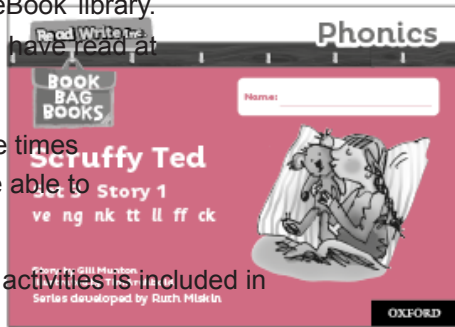 eBook library.
have read at
Read Write Inc.
Phonics
BOOK
BAG
BOOKS
Name:
e times
Scruffy Ted
e able to
Set 3 Story 1
ve ng nk tt ll ff ck
activities is included in
Story by Gill Munton
Series developed by Ruth Miskin
OXFORD